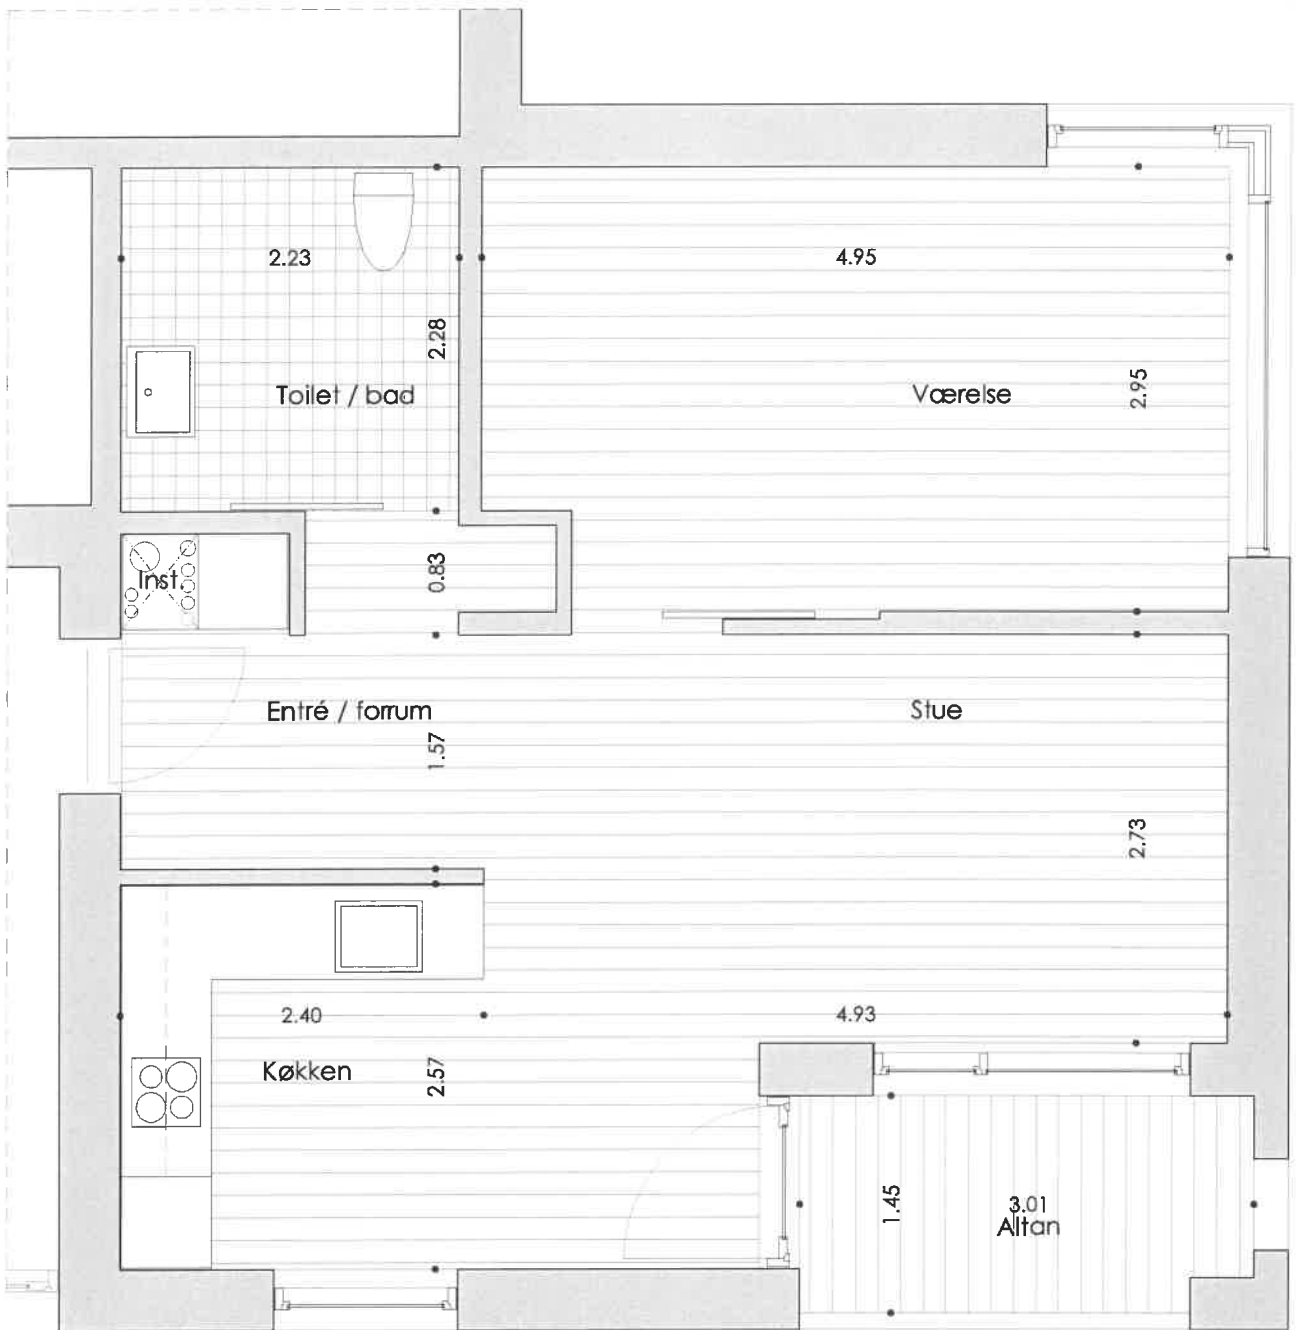 2.23
4.95
2.28
Toilet / bad
Værelse
2.95
Inst.
0.83
Entré / forrum
Stue
1.57
2.73
2.40
4.93
Køkken
2.57
1.45
3.01
Altan